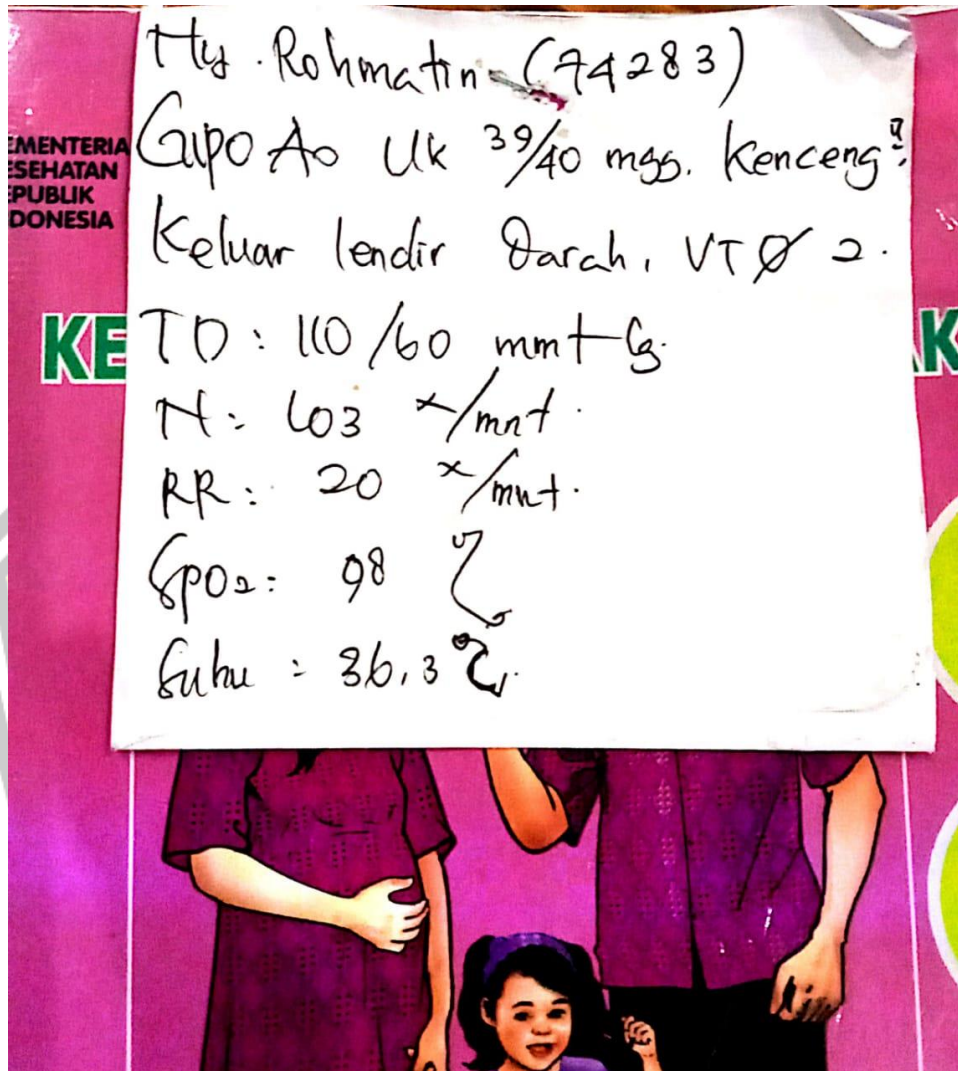 Ny. Rohmatin (74283)
G1P0A0 UK 39/40 mgg. Kenceng²,
EMENTERIA
ESEHATAN
EPUBLIK
DONESIA
Keluar lendir Darah, VT Ø 2.
KE
AK
TD : 110/60 mmHg.
N : 103 x/mnt.
RR : 20 x/mnt.
SpO2 : 98 %
Suhu : 36,3 °C.